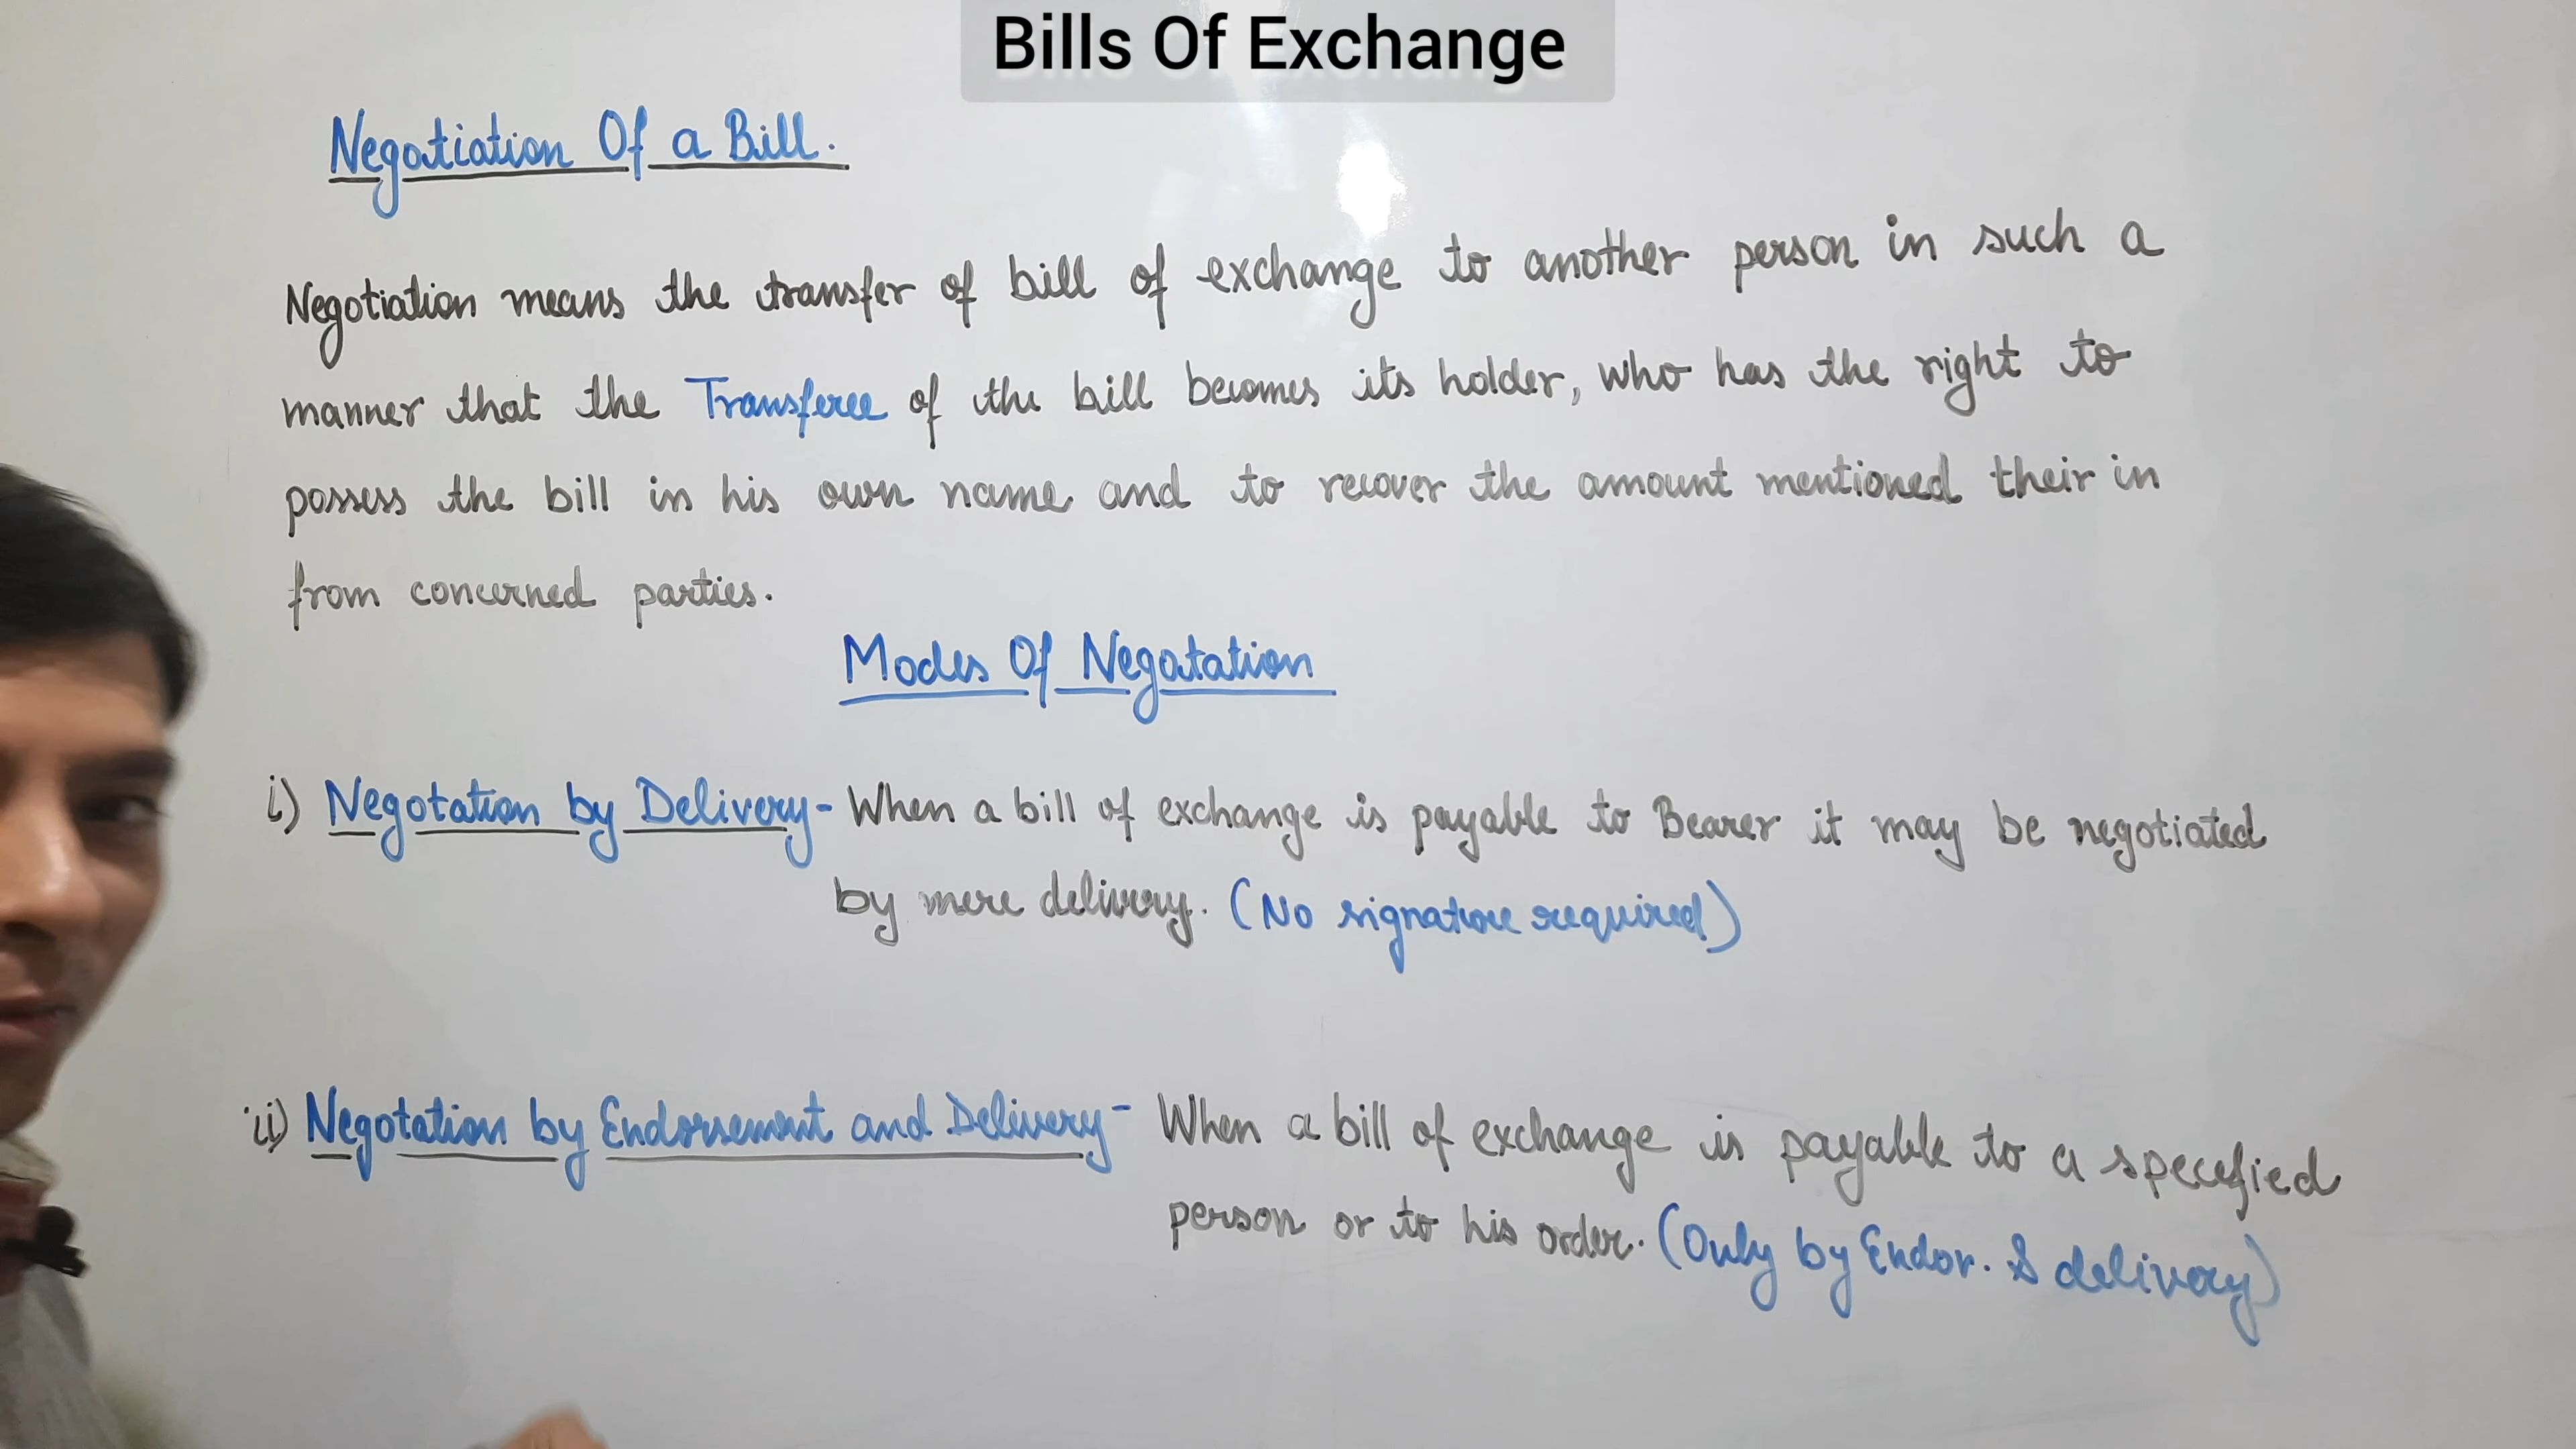 Bills Of Exchange
Negotiation Of a Bill.
Negotiation means the transfer of bill of exchange to another person in such a
manner that the Transferee of the bill becomes its holder, who has the right to
possess the bill in his own name and to recover the amount mentioned their in
from concerned parties.
Modes Of Negotation
i) Negotation by Delivery - When a bill of exchange is payable to Bearer it may be negotiated
by mere delivery. (No signature required)
ii) Negotation by Endorsement and Delivery - When a bill of exchange is payable to a specefied
person or to his order. (Only by Endor. & delivery)